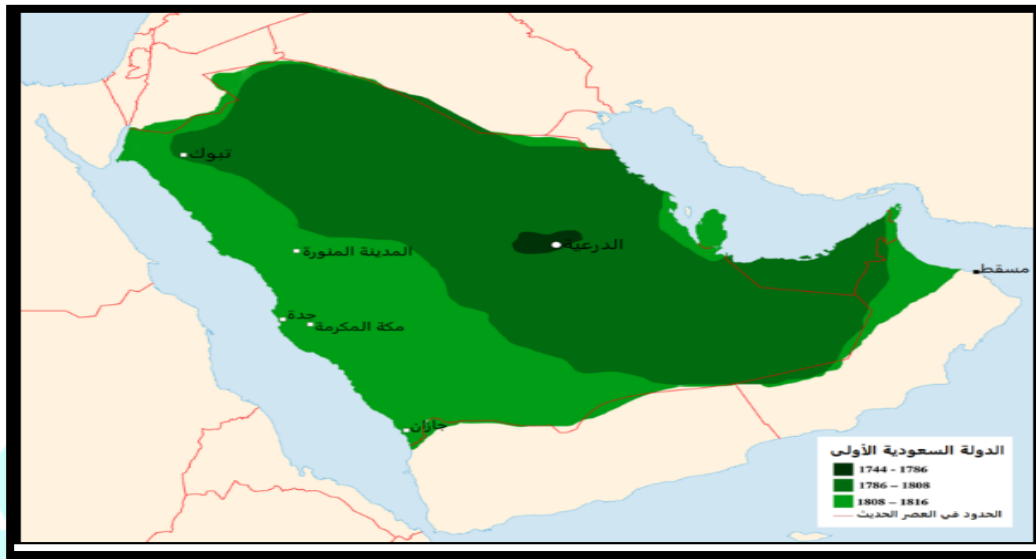 تبوك
الدرعية
المدينة المنورة
مسقط
جدة
مكة المكرمة
جازان
الدولة السعودية الأولى
1744 - 1786
1786 – 1808
1808 – 1816
الحدود في العصر الحديث